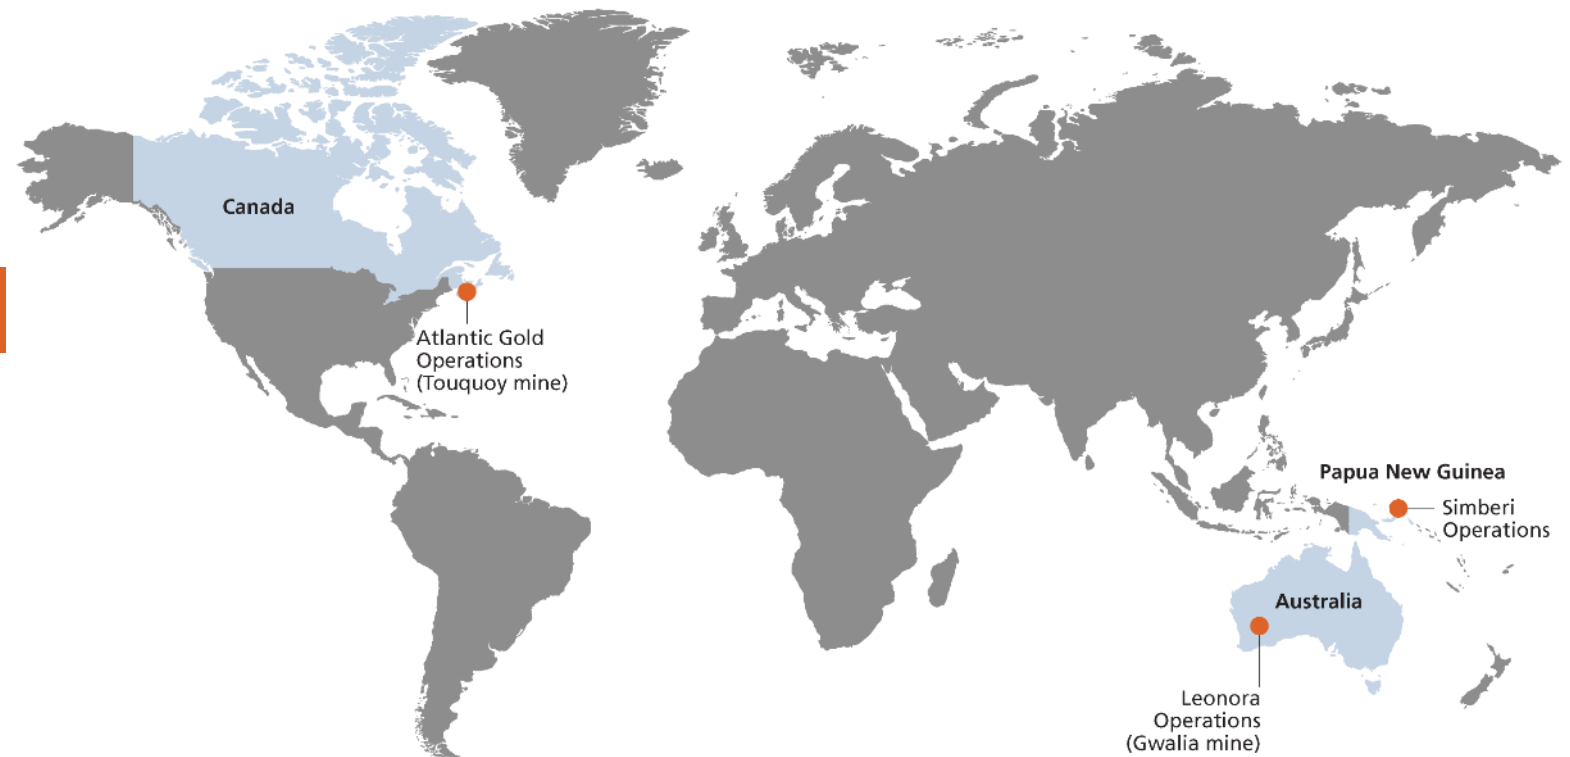 Canada
Atlantic Gold
Operations
(Touquoy mine)
Papua New Guinea
Simberi
Operations
Australia
Leonora
Operations
(Gwalia mine)